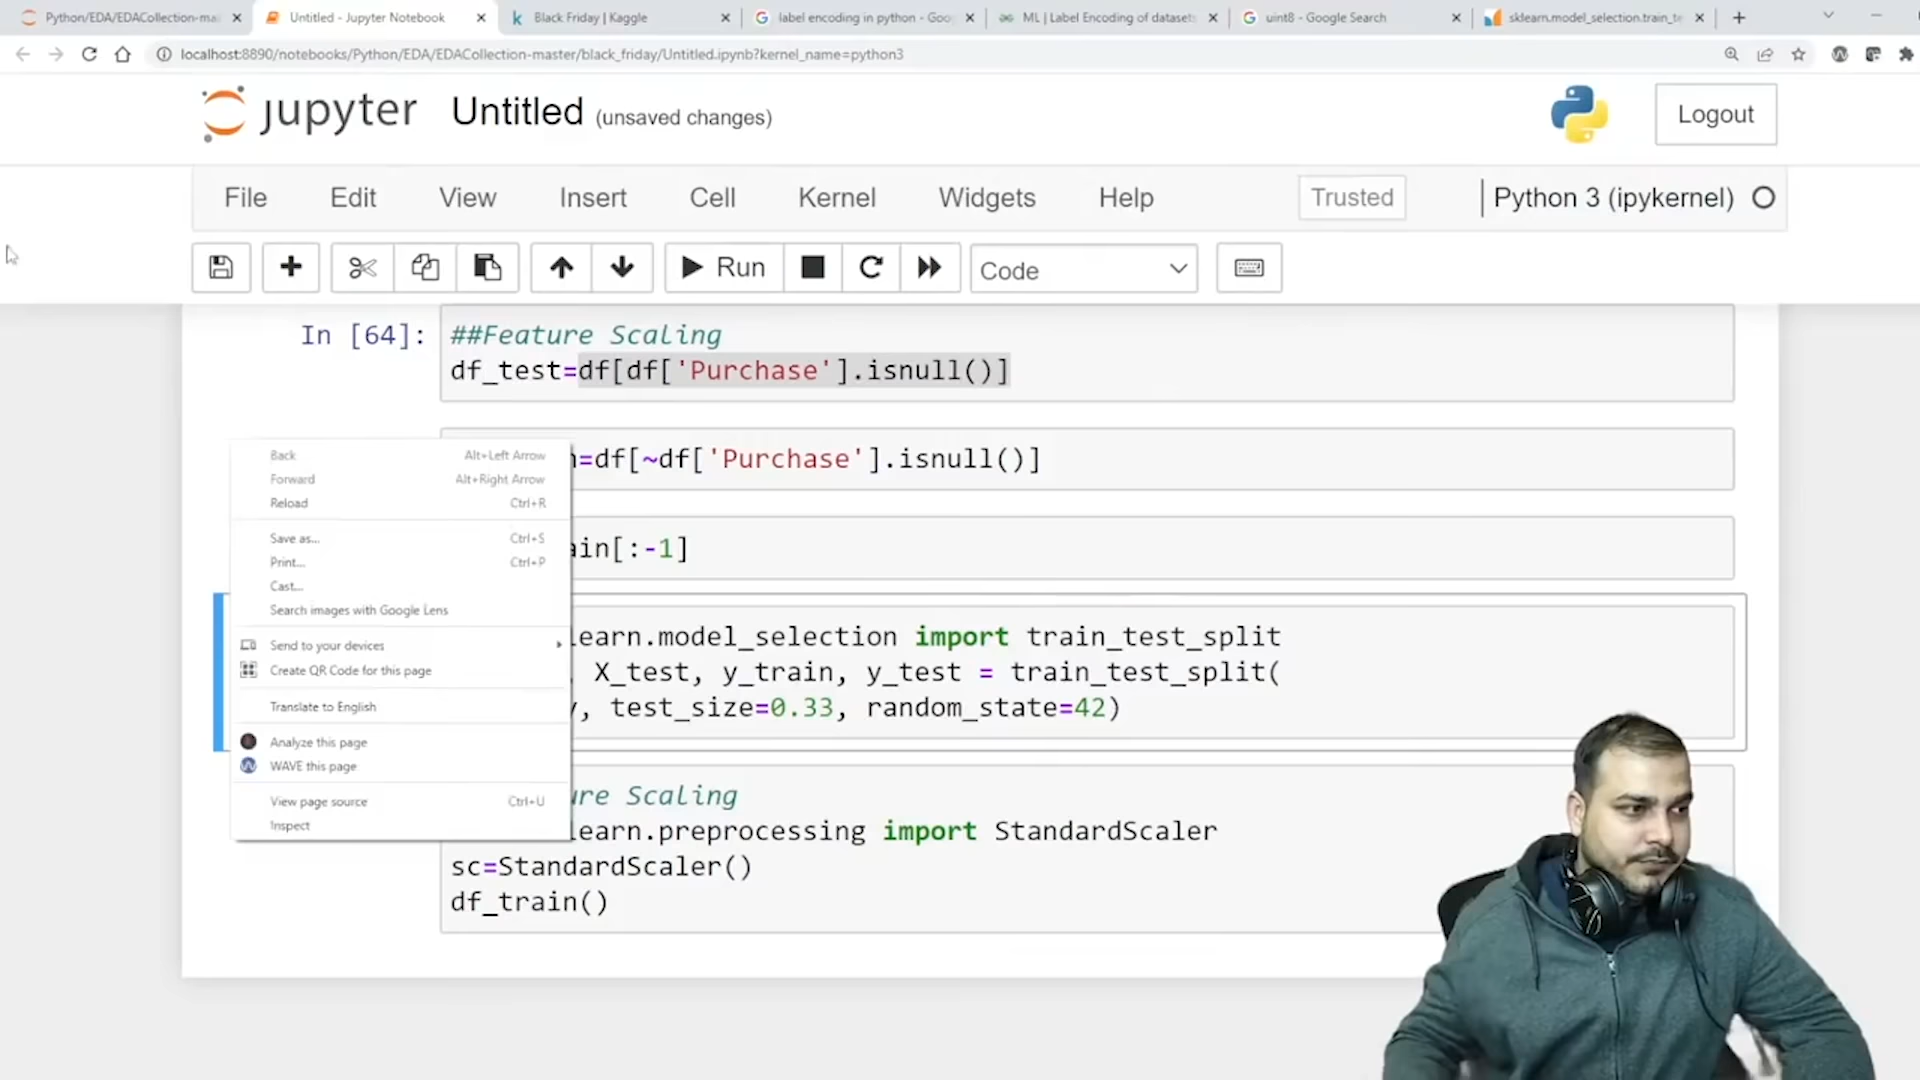 Python/EDA/EDACollection-ma
Untitled - Jupyter Notebook
Black Friday | Kaggle
label encoding in python - Goo
ML | Label Encoding of datasets
uint8 - Google Search
sklearn.model_selection.train_te
localhost:8890/notebooks/Python/EDA/EDACollection-master/black_friday/Untitled.ipynb?kernel_name=python3
jupyter Untitled (unsaved changes)
Logout
File Edit View Insert Cell Kernel Widgets Help
Trusted
Python 3 (ipykernel)
Run
Code
In [64]:
##Feature Scaling
df_test=df[df['Purchase'].isnull()]
=df[~df['Purchase'].isnull()]
ain[:-1]
learn.model_selection import train_test_split
, X_test, y_train, y_test = train_test_split(
y, test_size=0.33, random_state=42)
ure Scaling
learn.preprocessing import StandardScaler
sc=StandardScaler()
df_train()
Back Alt+Left Arrow
Forward Alt+Right Arrow
Reload Ctrl+R
Save as... Ctrl+S
Print... Ctrl+P
Cast...
Search images with Google Lens
Send to your devices
Create QR Code for this page
Translate to English
Analyze this page
WAVE this page
View page source Ctrl+U
Inspect